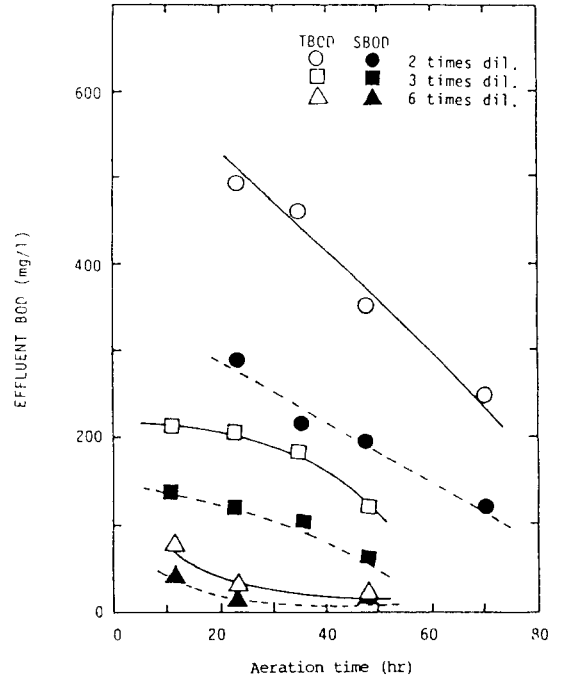 TBOD SBOD
2 times dil.
3 times dil.
6 times dil.
600
400
200
0
EFFLUENT BOD (mg/l)
0 20 40 60 80
Aeration time (hr)